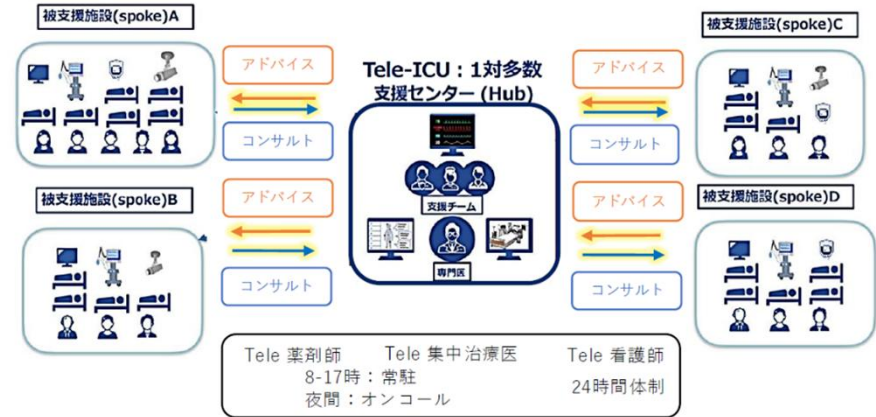 被支援施設(spoke)A
アドバイス
コンサルト
被支援施設(spoke)B
アドバイス
コンサルト
Tele-ICU：1対多数
支援センター (Hub)
支援チーム
専門医
被支援施設(spoke)C
アドバイス
コンサルト
被支援施設(spoke)D
アドバイス
コンサルト
Tele 薬剤師 Tele 集中治療医 Tele 看護師
8-17時：常駐
24時間体制
夜間：オンコール